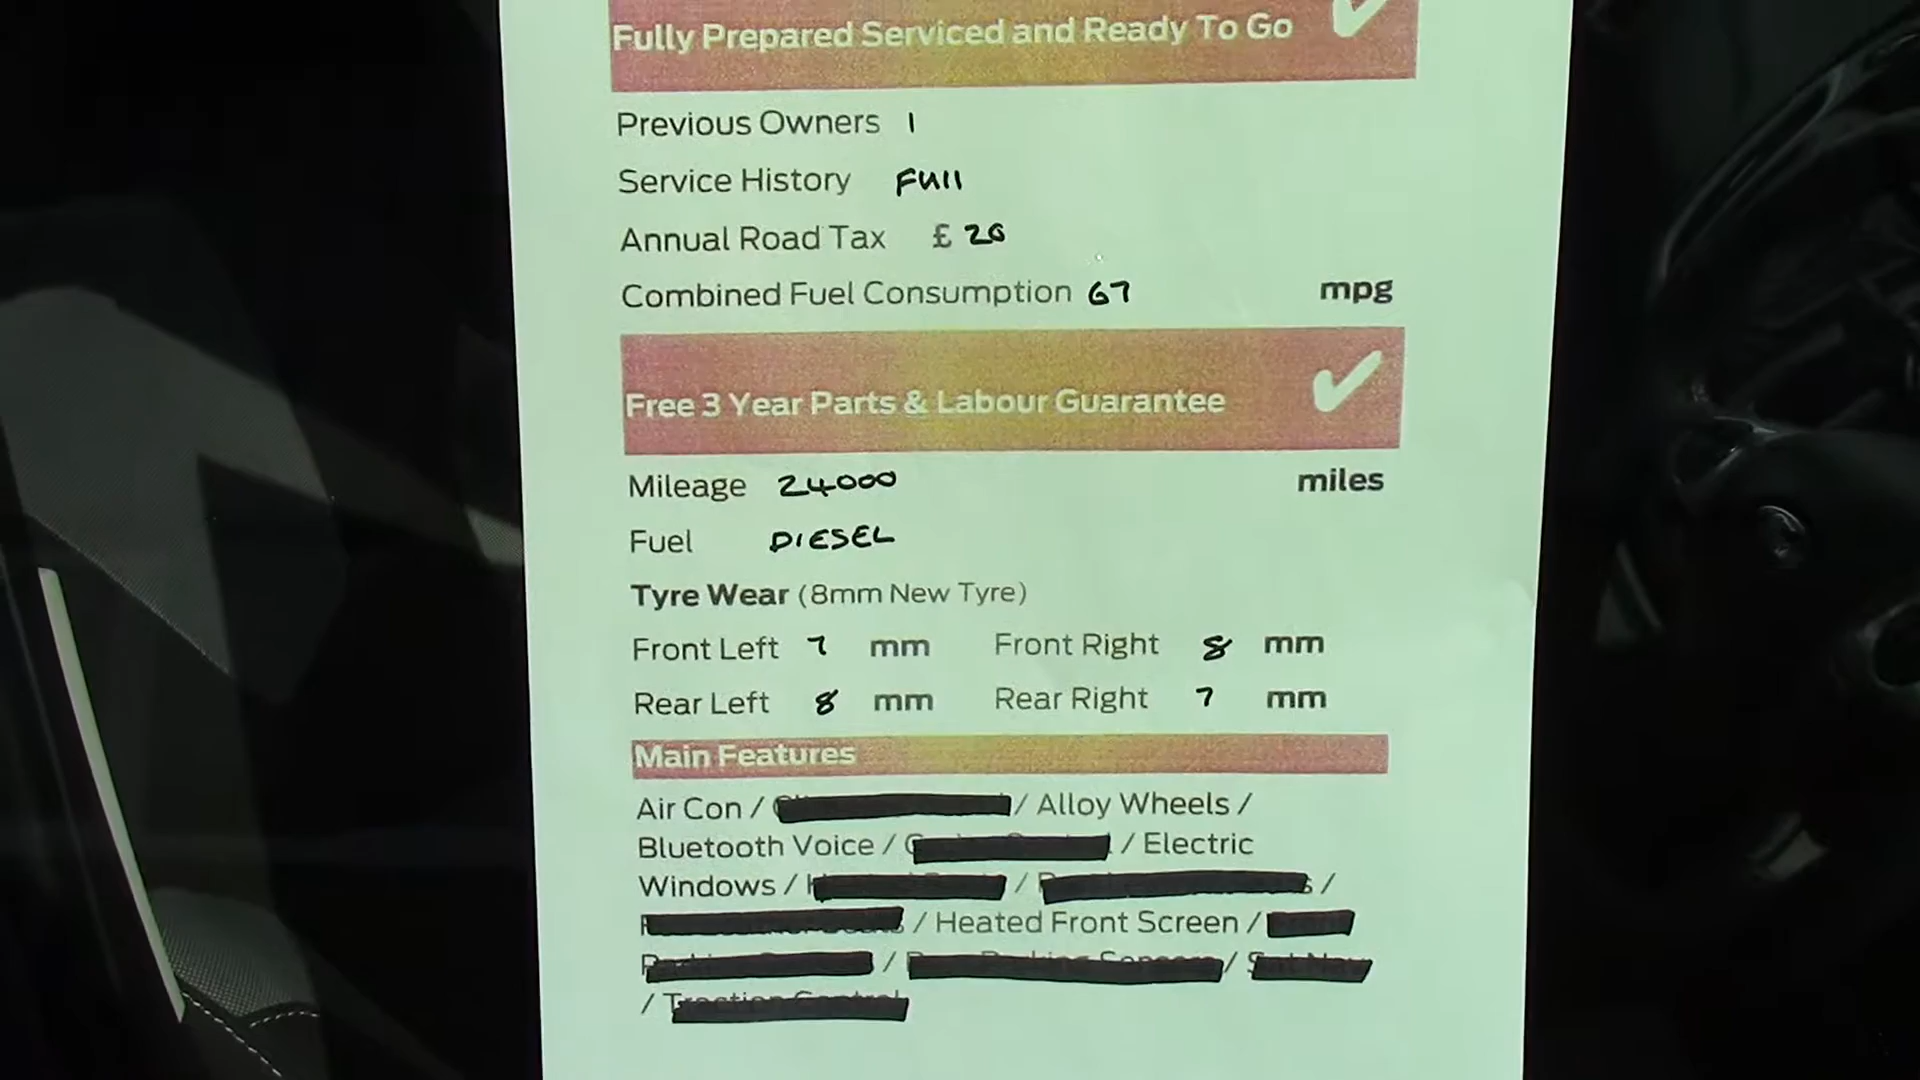 Fully Prepared Serviced and Ready To Go
Previous Owners 1
Service History FUll
Annual Road Tax £ 20
Combined Fuel Consumption 67 mpg
Free 3 Year Parts & Labour Guarantee
Mileage 24000 miles
Fuel DIESEL
Tyre Wear (8mm New Tyre)
Front Left 7 mm Front Right 8 mm
Rear Left 8 mm Rear Right 7 mm
Main Features
Air Con / / Alloy Wheels /
Bluetooth Voice / / Electric
Windows / / /
/ Heated Front Screen /
/ /
/ Traction Control